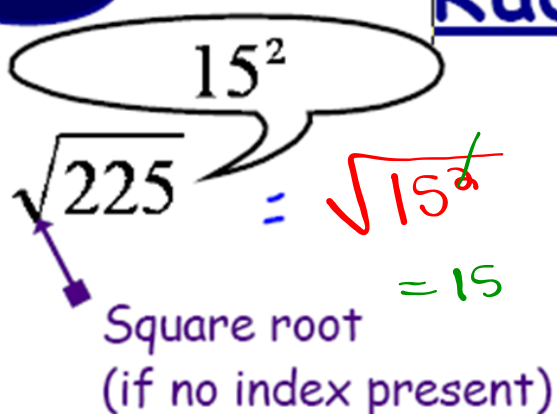 15²
√225 = √15²
= 15
Square root
(if no index present)